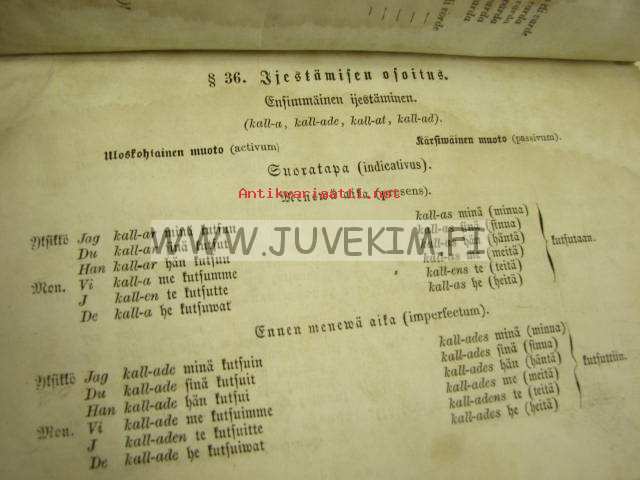 § 36. Ijestämisen osoitus.
Ensimmäinen ijestäminen.
(kall-a, kall-ade, kall-at, kall-ad).
Uloskohtainen muoto (activum) Kärsiwäinen muoto (passivum).
Suoratapa (indicativus).
Antikvaripaitti.net
Menewä aika
WWW.JUVEKIM.FI
Yksikkö Jag kall-ar minä kutsun kall-as minä (minua)
Du kall-ar sinä kutsut kall-as sinä (sinua)
Han kall-ar hän kutsuu kall-as hän (häntä)
Mon. Vi kall-a me kutsumme kall-as me (meitä)
J kall-en te kutsutte kall-ens te (teitä)
De kall-a he kutsuwat kall-as he (heitä)
kutsutaan.
Ennen menewä aika (imperfectum).
Yksikkö Jag kall-ade minä kutsuin kall-ades minä (minua)
Du kall-ade sinä kutsuit kall-ades sinä (sinua)
Han kall-ade hän kutsui kall-ades hän (häntä)
Mon. Vi kall-ade me kutsuimme kall-ades me (meitä)
J kall-aden te kutsuitte kall-adens te (teitä)
De kall-ade he kutsuiwat kall-ades he (heitä)
kutsuttiin.